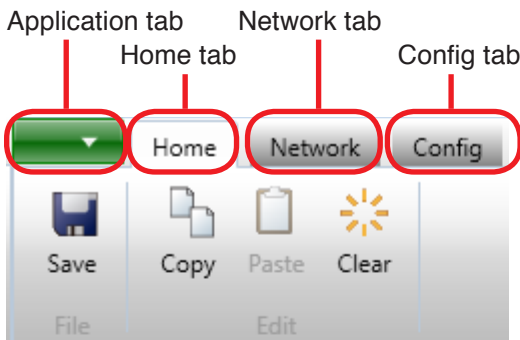 Application tab Network tab
Home tab Config tab
Home Network Config
Save Copy Paste Clear
File Edit